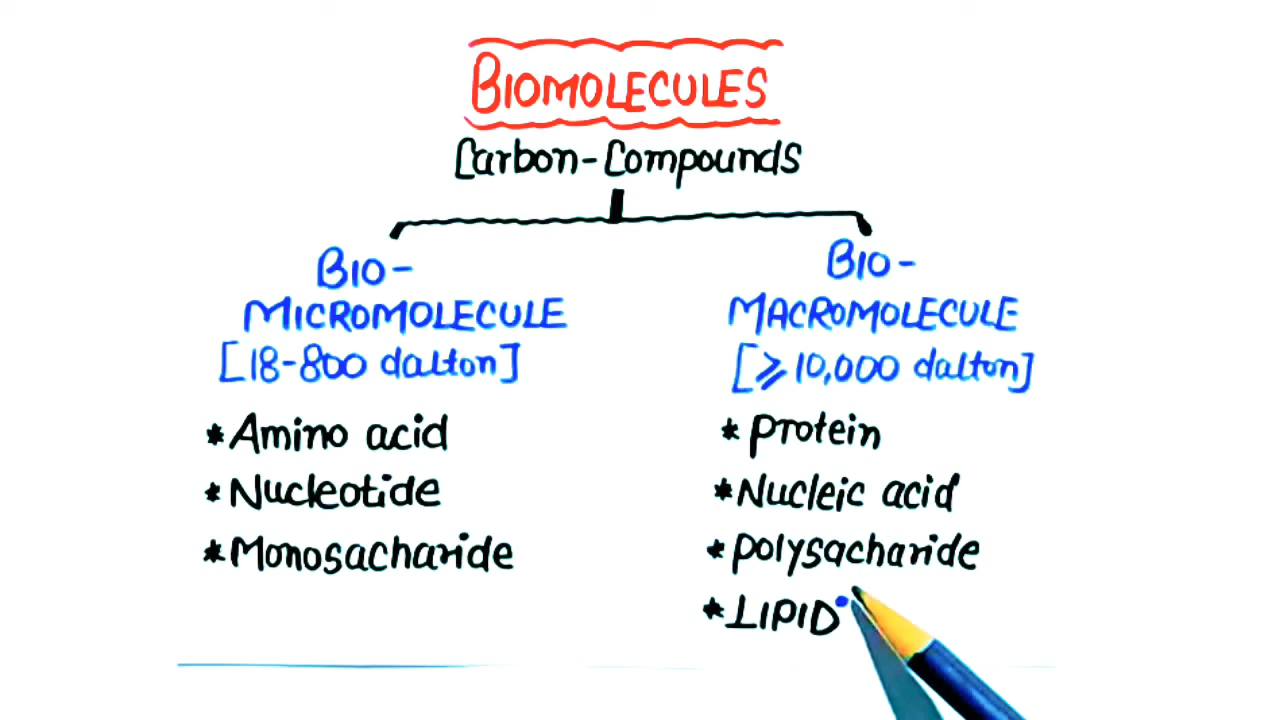 BIOMOLECULES
Carbon-Compounds
BIO-
MICROMOLECULE
[18-800 dalton]
* Amino acid
* Nucleotide
* Monosacharide
BIO-
MACROMOLECULE
[⩾10,000 dalton]
* Protein
* Nucleic acid
* Polysacharide
* LIPID